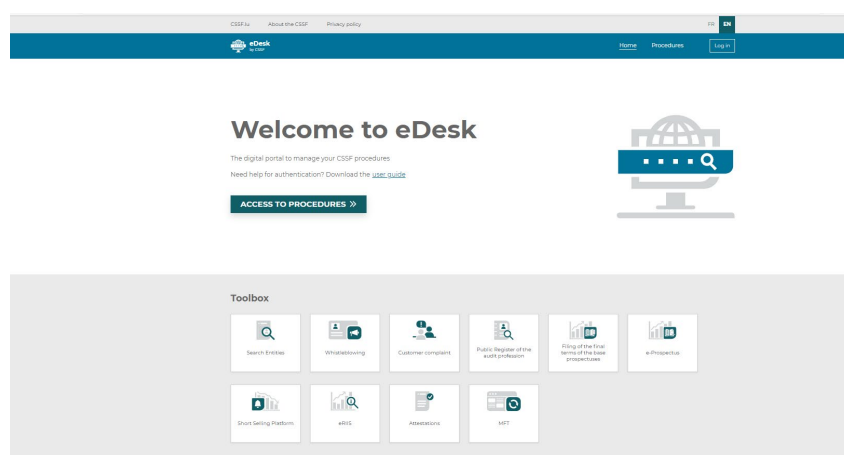 CSSF.lu About the CSSF Privacy policy FR EN
eDesk
by CSSF
Home Procedures Log in
Welcome to eDesk
The digital portal to manage your CSSF procedures
Need help for authentication? Download the user guide
ACCESS TO PROCEDURES »
Toolbox
Search Entities
Whistleblowing
Customer complaint
Public Register of the
audit profession
Filing of the final
terms of the base
prospectuses
e-Prospectus
Short Selling Platform
eRIIS
Attestations
MFT